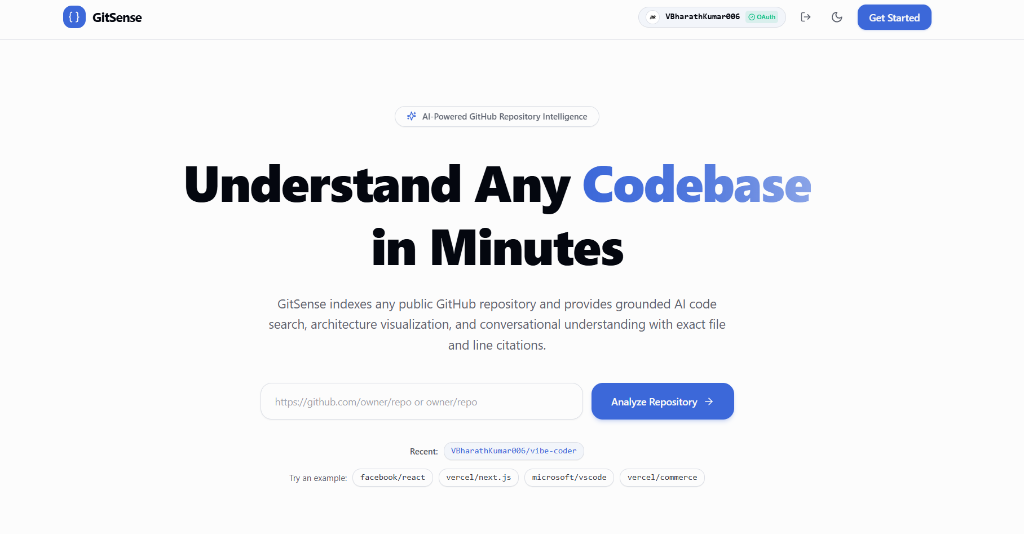 { } GitSense
VBharathKumar006 OAuth
Get Started
AI-Powered GitHub Repository Intelligence
Understand Any Codebase
in Minutes
GitSense indexes any public GitHub repository and provides grounded AI code
search, architecture visualization, and conversational understanding with exact file
and line citations.
https://github.com/owner/repo or owner/repo
Analyze Repository →
Recent: VBharathKumar006/vibe-coder
Try an example: facebook/react vercel/next.js microsoft/vscode vercel/commerce